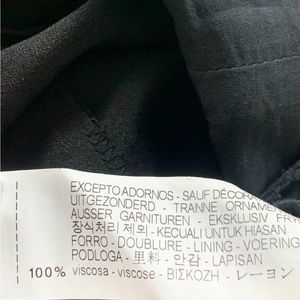 EXCEPTO ADORNOS - SAUF DÉCOR
UITGEZONDERD - TRANNE ORNAME
AUSSER GARNITUREN - EKSKLUSIV FR
장식처리 제외 - KECUALI UNTUK HIASAN
FORRO - DOUBLURE - LINING - VOERING
PODLOGA - 里料 - 안감 - LAPISAN
100% viscosa - viscose - ΒΙΣΚΟΖΗ - レーヨン